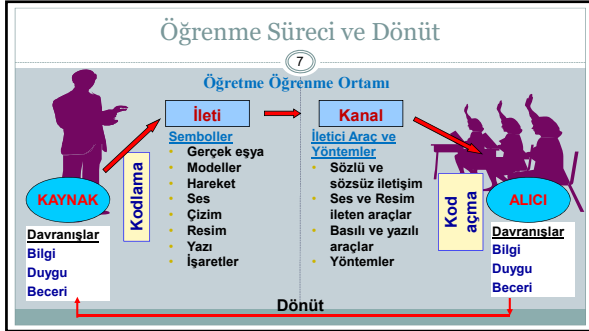 Öğrenme Süreci ve Dönüt
7
Öğretme Öğrenme Ortamı
İleti
Kanal
Semboller
• Gerçek eşya
• Modeller
• Hareket
• Ses
• Çizim
• Resim
• Yazı
• İşaretler
İletici Araç ve
Yöntemler
• Sözlü ve
sözsüz iletişim
• Ses ve Resim
ileten araçlar
• Basılı ve yazılı
araçlar
• Yöntemler
Kodlama
Kod
açma
KAYNAK
ALICI
Davranışlar
Bilgi
Duygu
Beceri
Davranışlar
Bilgi
Duygu
Beceri
Dönüt